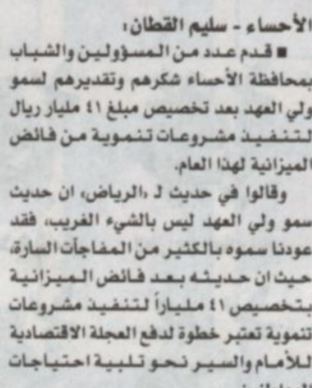 الأحساء - سليم القطان:
■ قدم عدد من المسؤولين والشباب
بمحافظة الأحساء شكرهم وتقديرهم لسمو
ولي العهد بعد تخصيص مبلغ ٤١ مليار ريال
لتنفيذ مشروعات تنموية من فائض
الميزانية لهذا العام.
وقالوا في حديث لـ «الرياض» ان حديث
سمو ولي العهد ليس بالشيء الغريب، فقد
عودنا سموه بالكثير من المفاجآت السارة،
حيث ان حديثه بعد فائض الميزانية
بتخصيص ٤١ ملياراً لتنفيذ مشروعات
تنموية تعتبر خطوة لدفع العجلة الاقتصادية
للأمام والسير نحو تلبية احتياجات